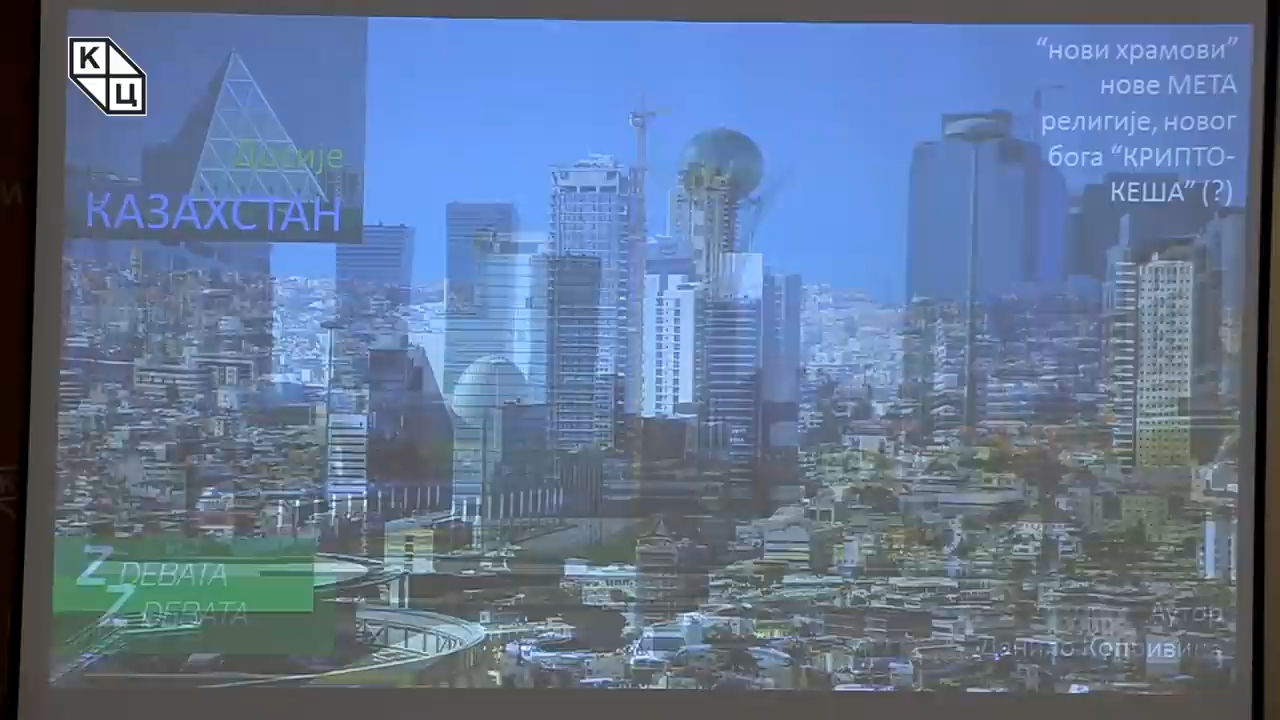 К
Ц
Досије
КАЗАХСТАН
“нови храмови”
нове МЕТА
религије, новог
бога “КРИПТО-
КЕША” (?)
Z DEBATA
Z DEBATA
Аутор
Данило Копривица